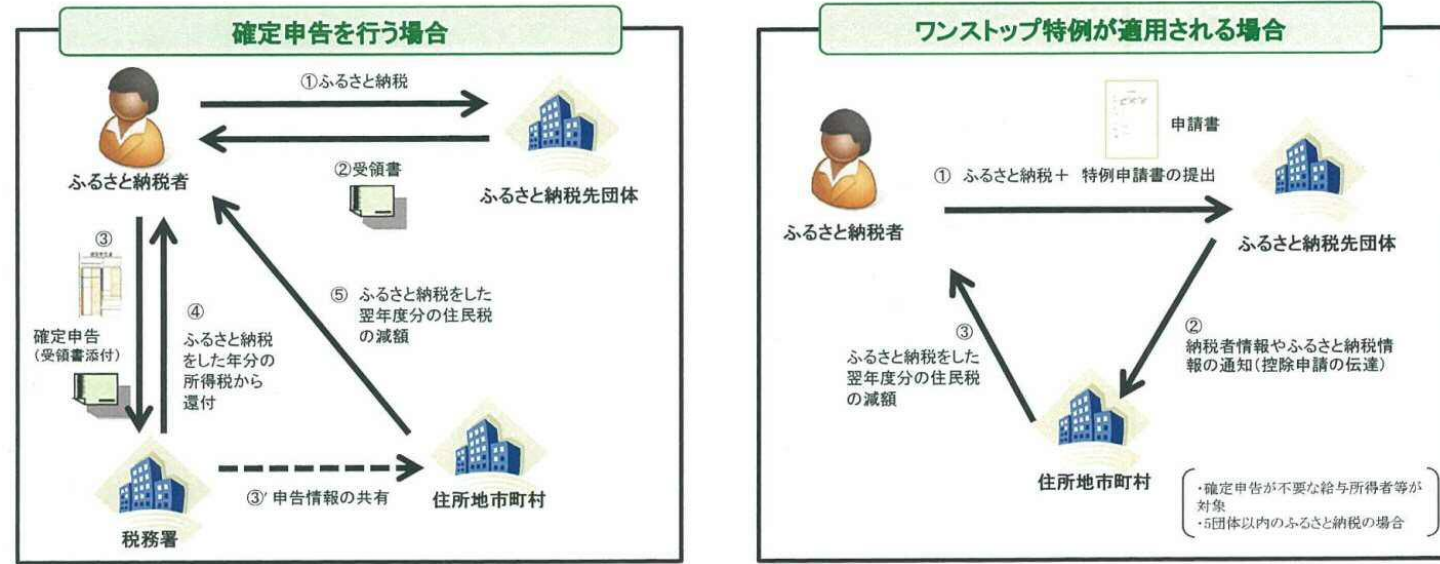 確定申告を行う場合
①ふるさと納税
②受領書
ふるさと納税者
ふるさと納税先団体
③
確定申告
(受領書添付)
④
ふるさと納税
をした年分の
所得税から
還付
⑤ ふるさと納税をした
翌年度分の住民税
の減額
税務署
③' 申告情報の共有
住所地市町村
ワンストップ特例が適用される場合
申請書
① ふるさと納税+ 特例申請書の提出
ふるさと納税者
ふるさと納税先団体
②
納税者情報やふるさと納税情
報の通知(控除申請の伝達)
③
ふるさと納税をした
翌年度分の住民税
の減額
住所地市町村
・確定申告が不要な給与所得者等が
対象
・5団体以内のふるさと納税の場合